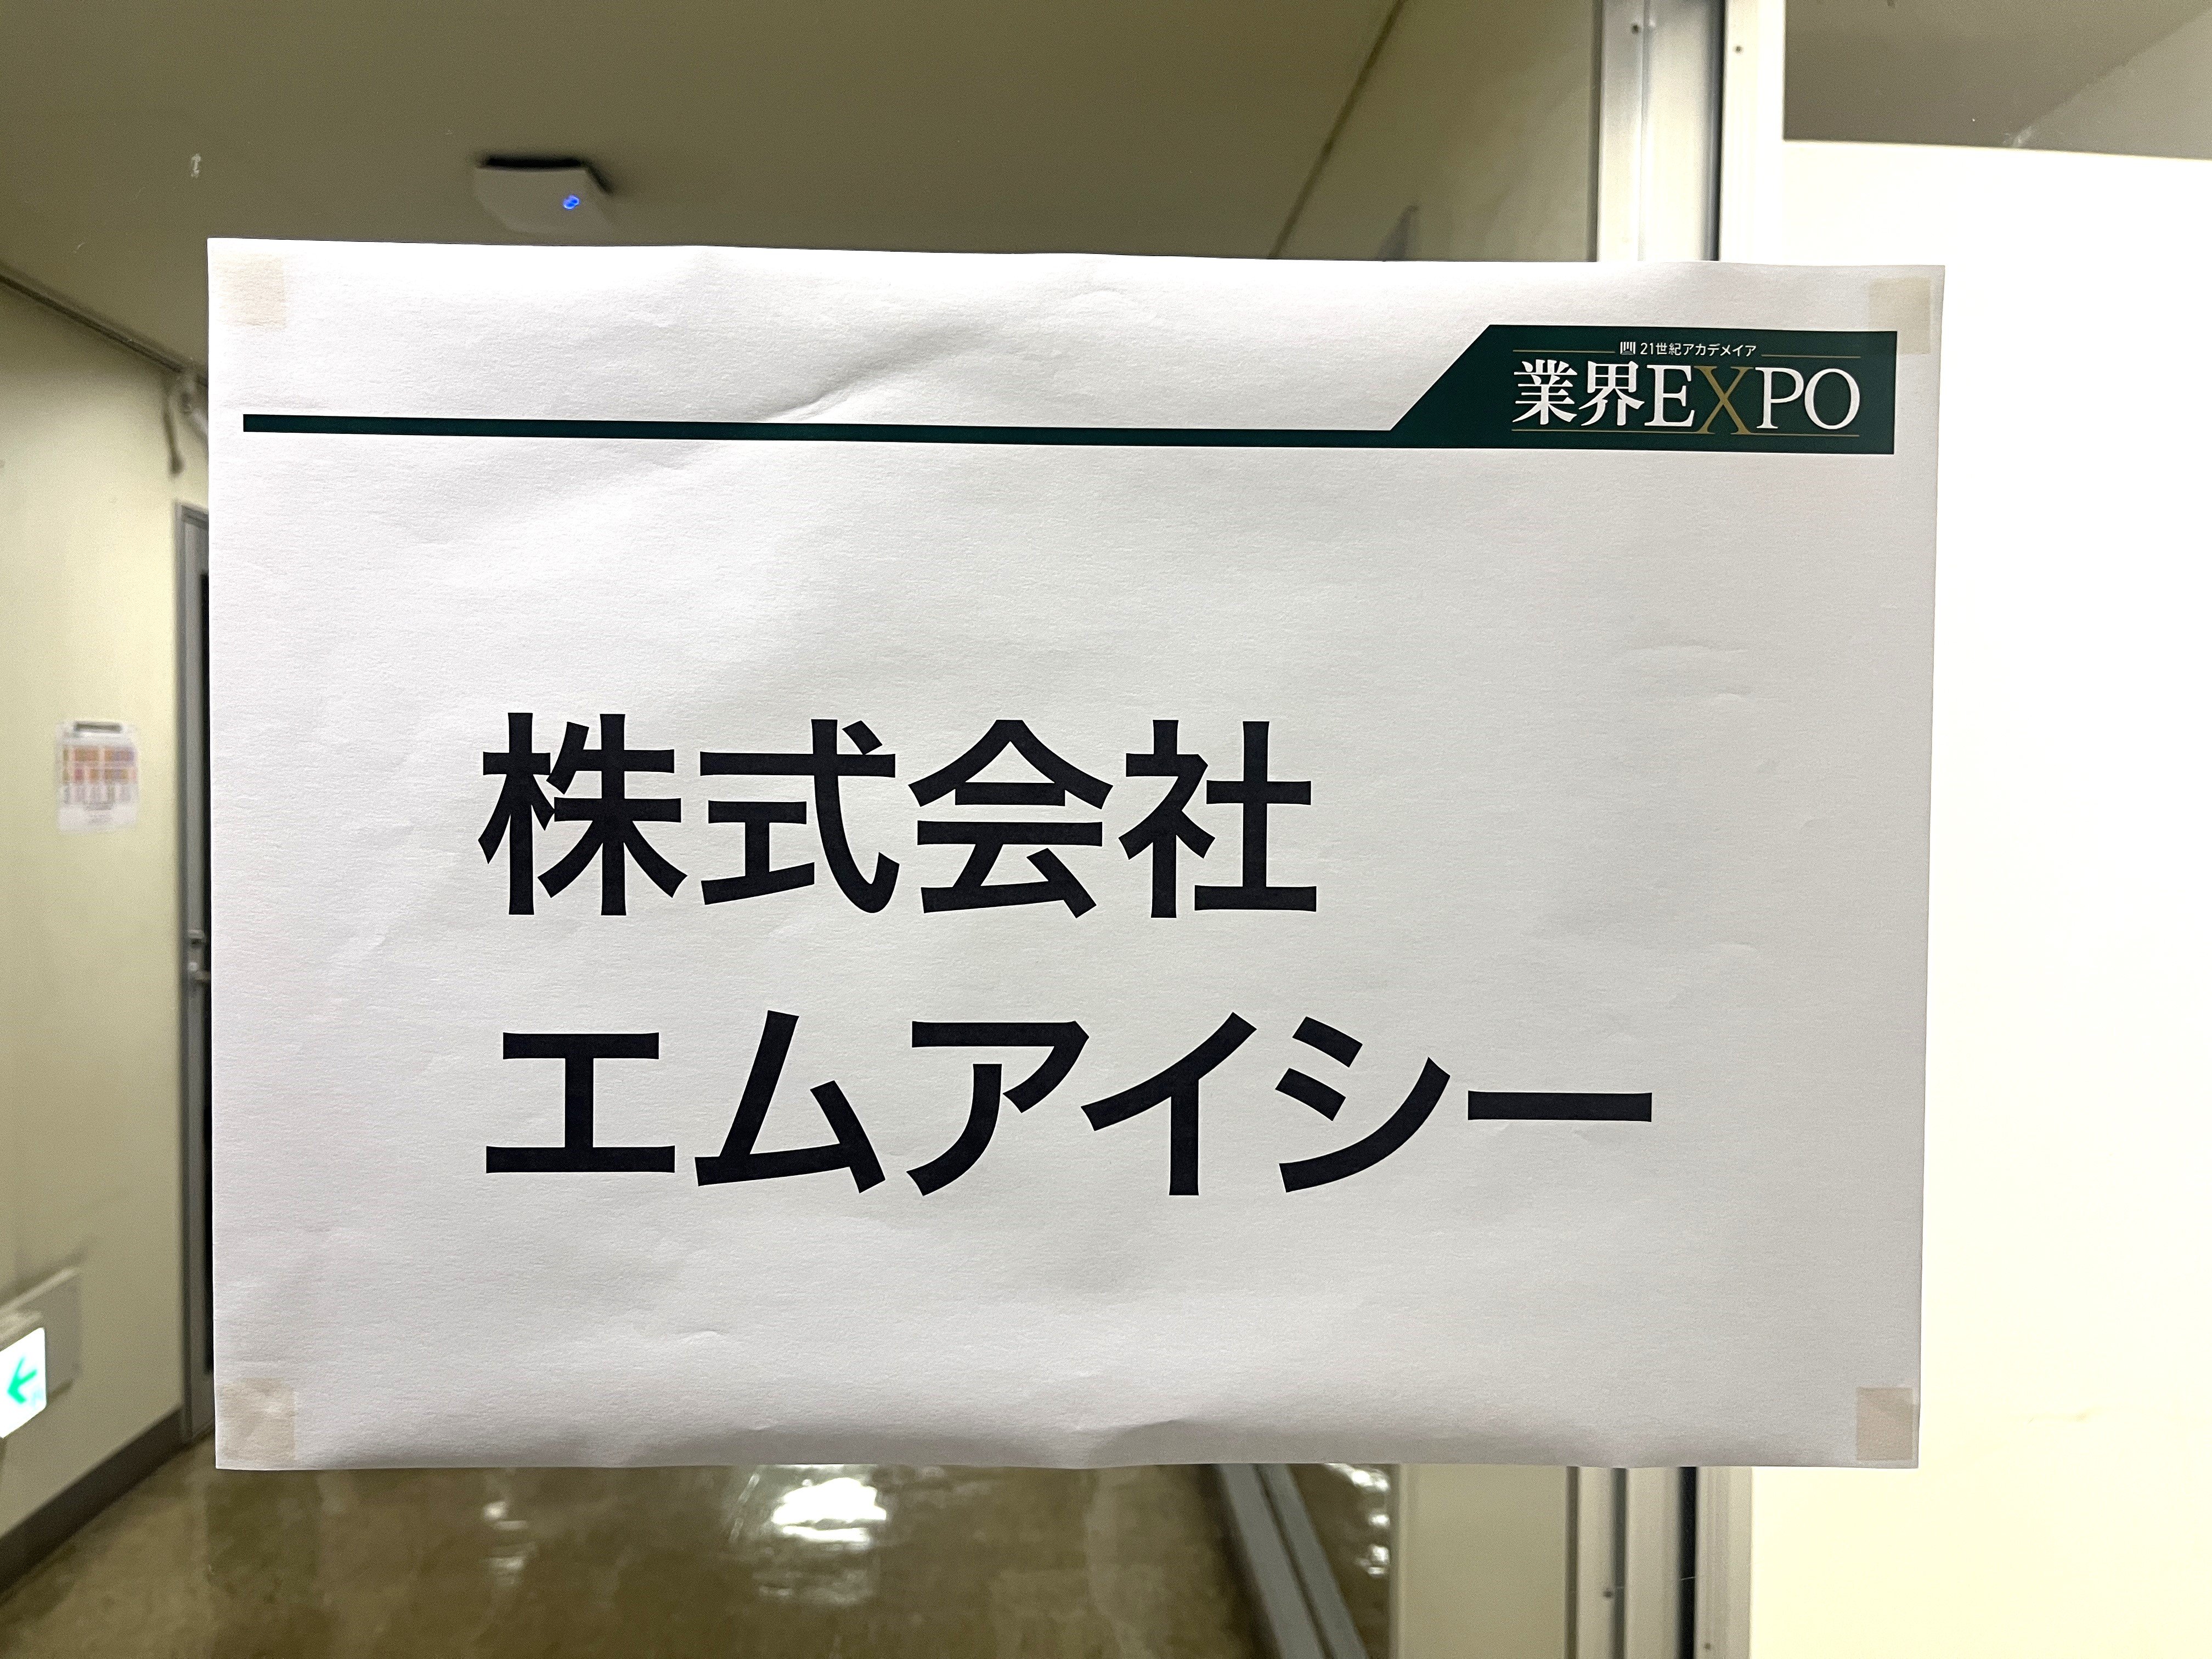 21世紀アカデメイア
業界EXPO
株式会社
エムアイシー